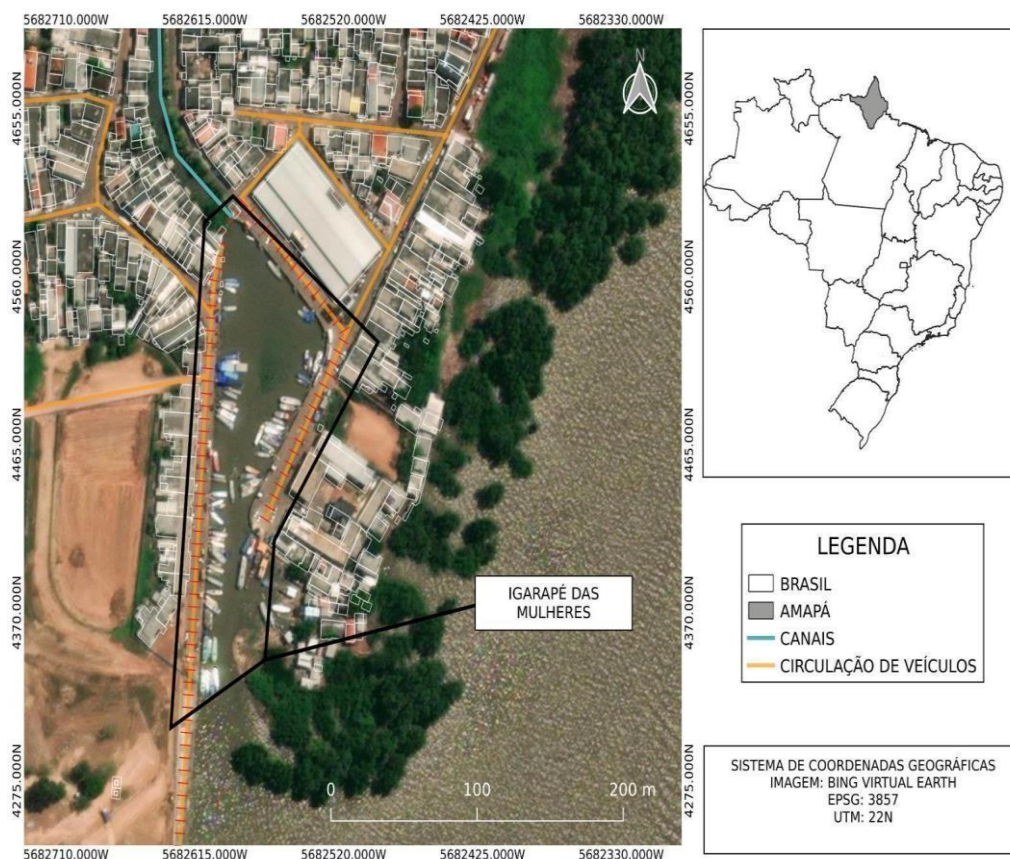 5682710.000W 5682615.000W 5682520.000W 5682425.000W 5682330.000W
4655.000N
4560.000N
4465.000N
4370.000N
4275.000N
N
IGARAPÉ DAS
MULHERES
0 100 200 m
5682710.000W 5682615.000W 5682520.000W 5682425.000W 5682330.000W
4655.000N
4560.000N
4465.000N
4370.000N
4275.000N
LEGENDA
BRASIL
AMAPÁ
CANAIS
CIRCULAÇÃO DE VEÍCULOS
SISTEMA DE COORDENADAS GEOGRÁFICAS
IMAGEM: BING VIRTUAL EARTH
EPSG: 3857
UTM: 22N